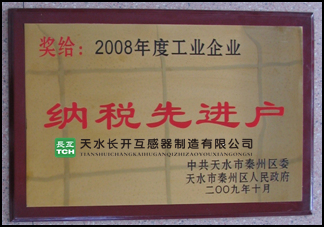 奖给：2008年度工业企业
纳税先进户
長互
TCH
天水长开互感器制造有限公司
TIANSHUICHANGKAIHUGANQIZHIZAOYOUXIANGONGSI
中共天水市秦州区委
天水市秦州区人民政府
二〇〇九年十月